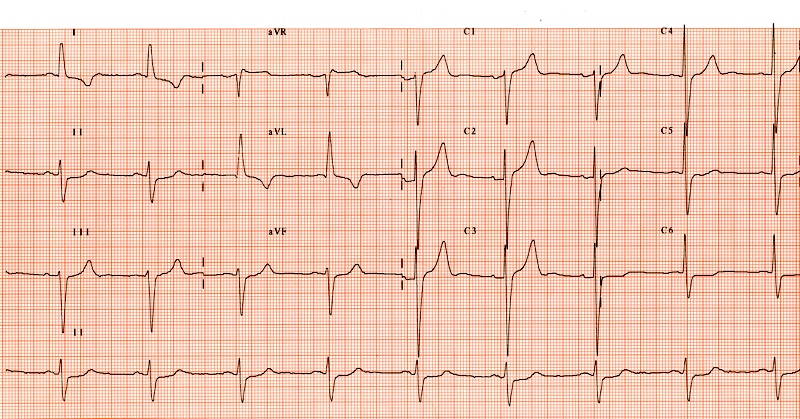 I aVR C1 C4
II aVL C2 C5
III aVF C3 C6
II